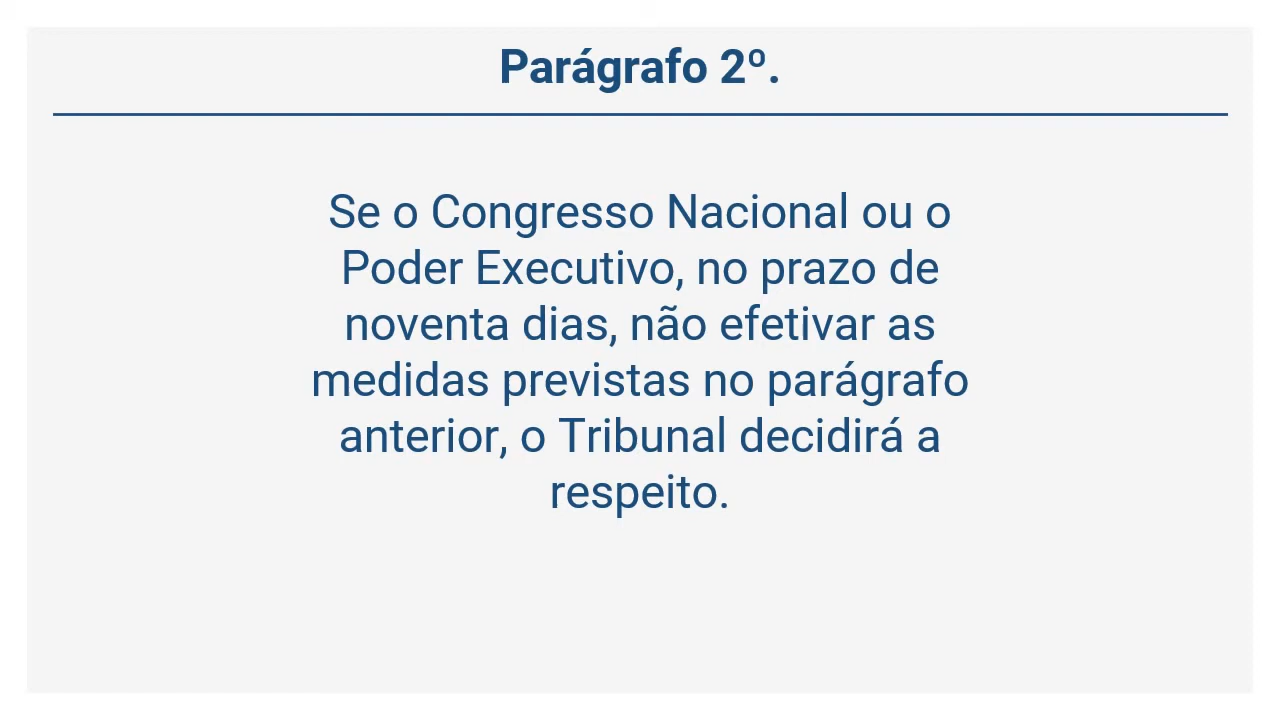 Parágrafo 2º.
Se o Congresso Nacional ou o
Poder Executivo, no prazo de
noventa dias, não efetivar as
medidas previstas no parágrafo
anterior, o Tribunal decidirá a
respeito.